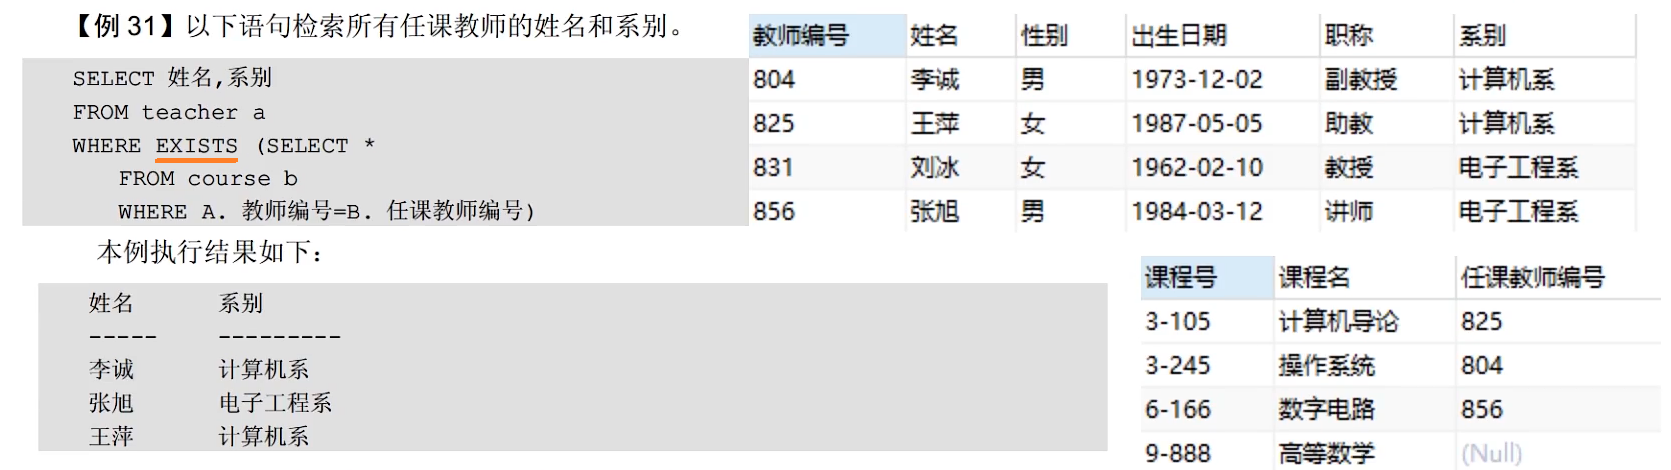 【例 31】以下语句检索所有任课教师的姓名和系别。
SELECT 姓名,系别
FROM teacher a
WHERE EXISTS (SELECT *
FROM course b
WHERE A. 教师编号=B. 任课教师编号)
本例执行结果如下:
姓名 系别
----- ---------
李诚 计算机系
张旭 电子工程系
王萍 计算机系
教师编号 姓名 性别 出生日期 职称 系别
804 李诚 男 1973-12-02 副教授 计算机系
825 王萍 女 1987-05-05 助教 计算机系
831 刘冰 女 1962-02-10 教授 电子工程系
856 张旭 男 1984-03-12 讲师 电子工程系
课程号 课程名 任课教师编号
3-105 计算机导论 825
3-245 操作系统 804
6-166 数字电路 856
9-888 高等数学 (Null)